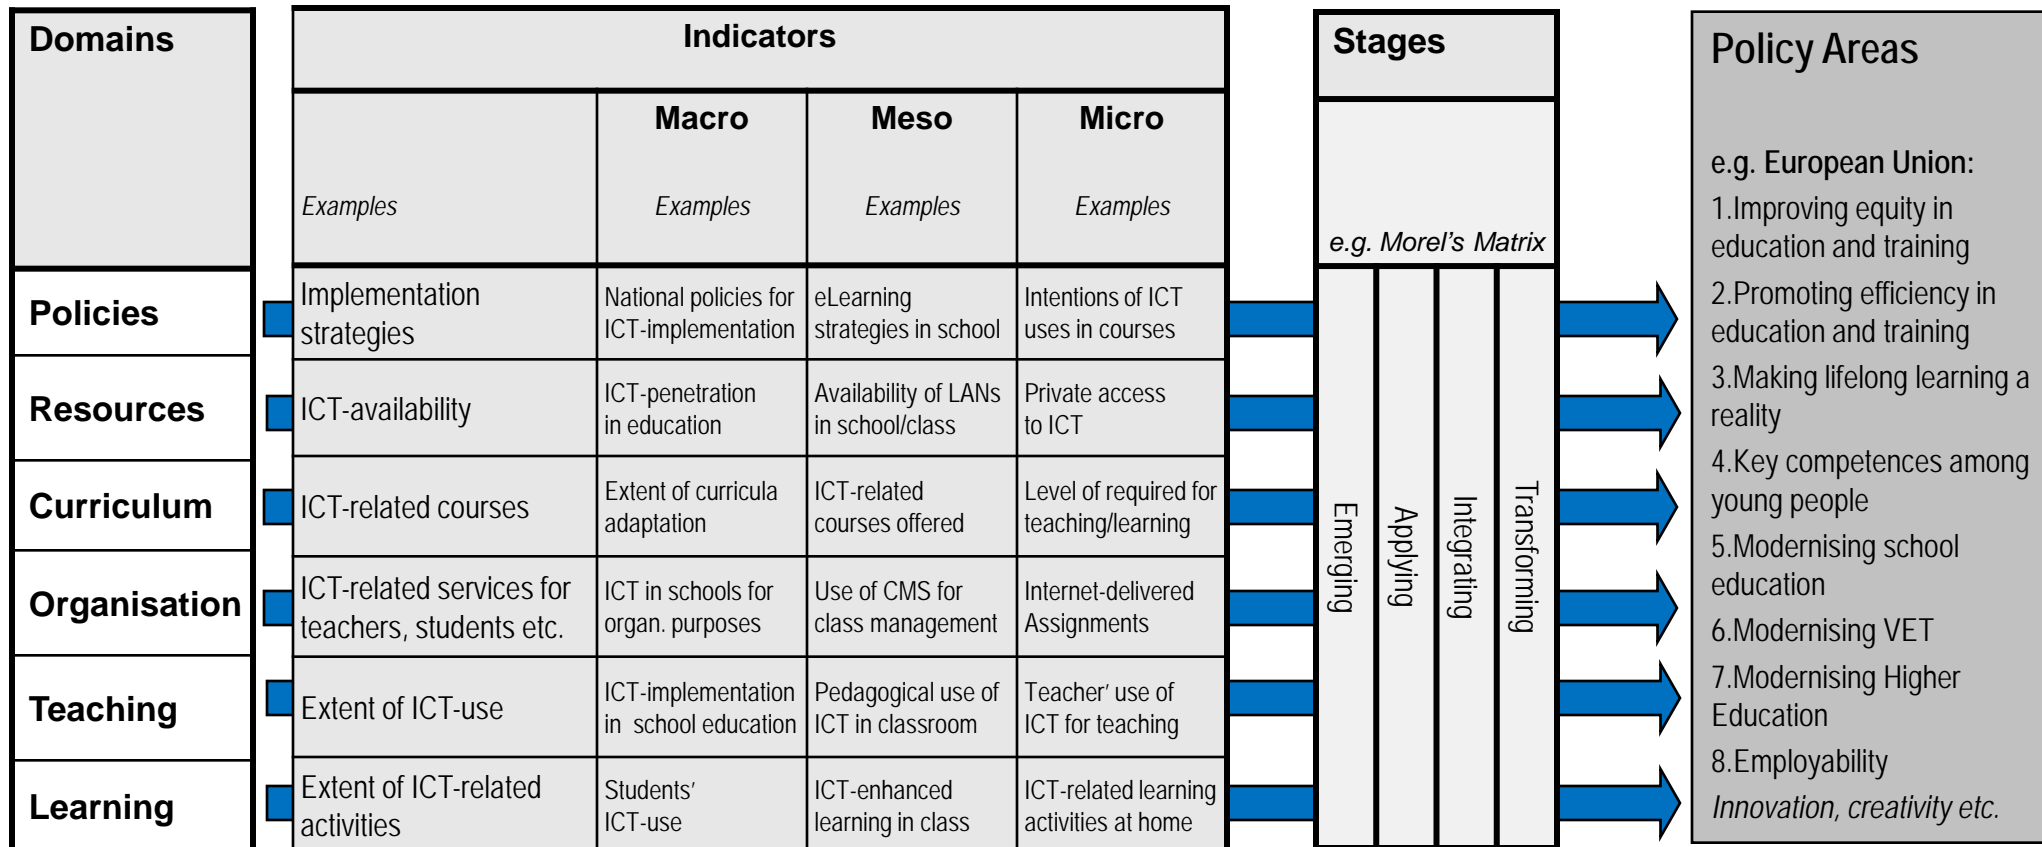 Domains
Indicators
Stages
Policy Areas
Macro
Meso
Micro
Examples
Examples
Examples
Examples
e.g. Morel's Matrix
e.g. European Union:
1.Improving equity in
education and training
2.Promoting efficiency in
education and training
3.Making lifelong learning a
reality
4.Key competences among
young people
5.Modernising school
education
6.Modernising VET
7.Modernising Higher
Education
8.Employability
Innovation, creativity etc.
Policies
Implementation
strategies
National policies for
ICT-implementation
eLearning
strategies in school
Intentions of ICT
uses in courses
Resources
ICT-availability
ICT-penetration
in education
Availability of LANs
in school/class
Private access
to ICT
Curriculum
ICT-related courses
Extent of curricula
adaptation
ICT-related
courses offered
Level of required for
teaching/learning
Organisation
ICT-related services for
teachers, students etc.
ICT in schools for
organ. purposes
Use of CMS for
class management
Internet-delivered
Assignments
Teaching
Extent of ICT-use
ICT-implementation
in school education
Pedagogical use of
ICT in classroom
Teacher' use of
ICT for teaching
Learning
Extent of ICT-related
activities
Students'
ICT-use
ICT-enhanced
learning in class
ICT-related learning
activities at home
Emerging
Applying
Integrating
Transforming